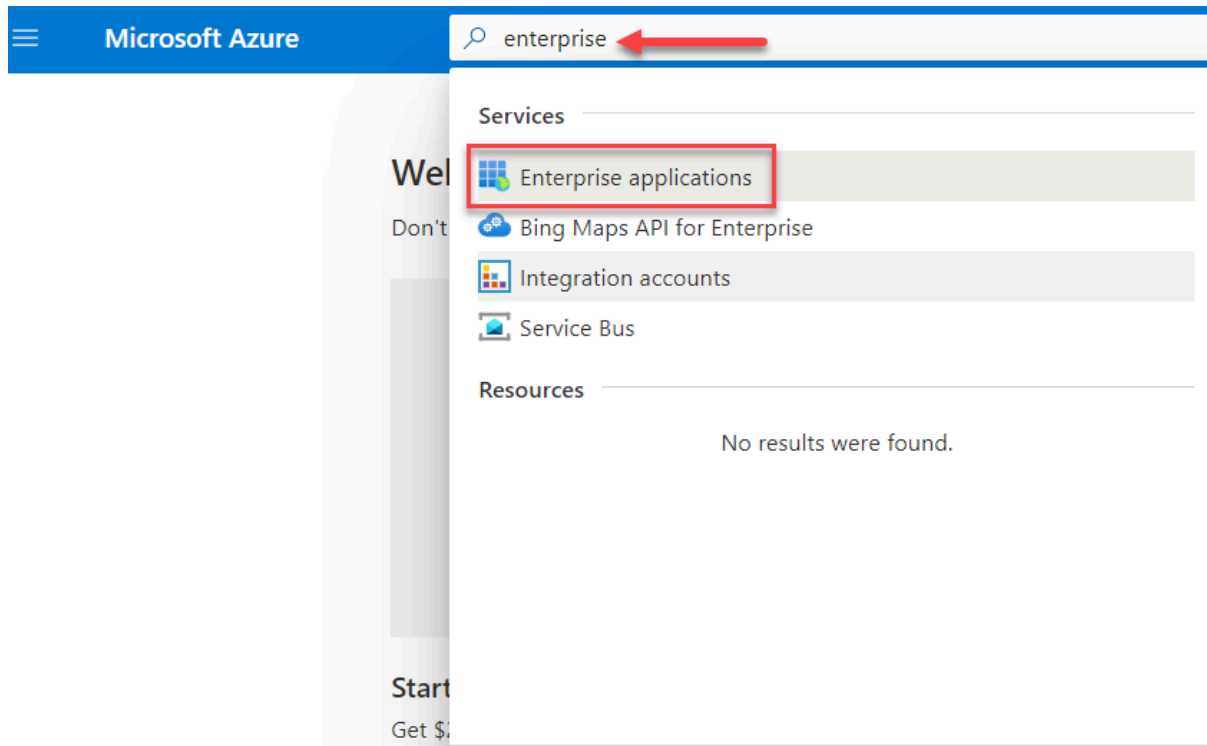 Microsoft Azure
enterprise
Services
Enterprise applications
Bing Maps API for Enterprise
Integration accounts
Service Bus
Resources
No results were found.
Wel
Don't
Start
Get $